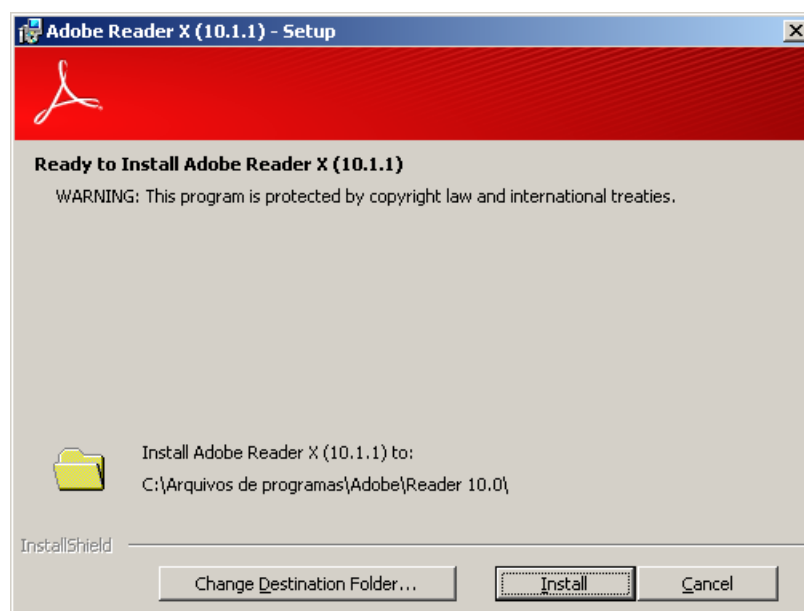 Adobe Reader X (10.1.1) - Setup
Ready to Install Adobe Reader X (10.1.1)
WARNING: This program is protected by copyright law and international treaties.
Install Adobe Reader X (10.1.1) to:
C:\Arquivos de programas\Adobe\Reader 10.0\
InstallShield
Change Destination Folder... Install Cancel